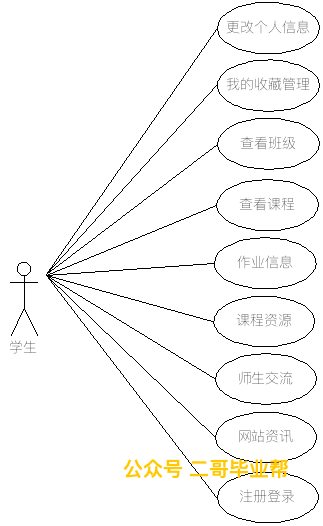 更改个人信息
我的收藏管理
查看班级
查看课程
作业信息
课程资源
学生
师生交流
网站资讯
公众号 二哥毕业帮
注册登录